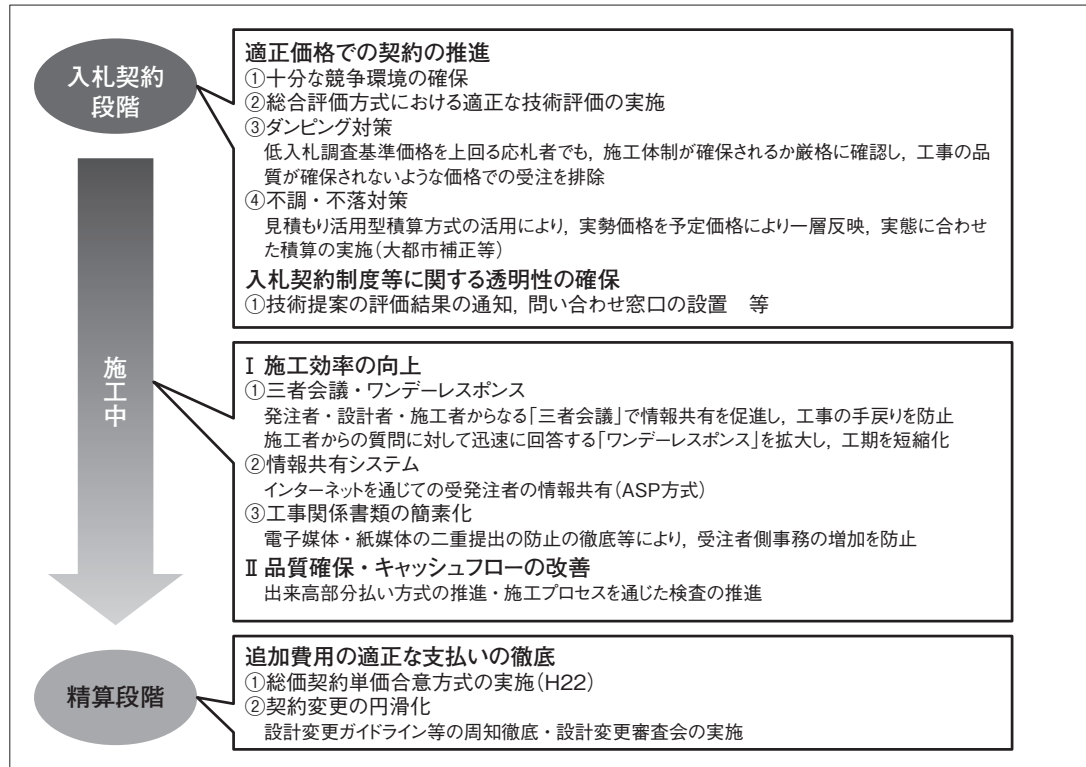 入札契約
段階
適正価格での契約の推進
①十分な競争環境の確保
②総合評価方式における適正な技術評価の実施
③ダンピング対策
低入札調査基準価格を上回る応札者でも，施工体制が確保されるか厳格に確認し，工事の品
質が確保されないような価格での受注を排除
④不調・不落対策
見積もり活用型積算方式の活用により，実勢価格を予定価格により一層反映，実態に合わせ
た積算の実施（大都市補正等）
入札契約制度等に関する透明性の確保
①技術提案の評価結果の通知，問い合わせ窓口の設置　等
施工中
Ⅰ 施工効率の向上
①三者会議・ワンデーレスポンス
発注者・設計者・施工者からなる「三者会議」で情報共有を促進し，工事の手戻りを防止
施工者からの質問に対して迅速に回答する「ワンデーレスポンス」を拡大し，工期を短縮化
②情報共有システム
インターネットを通じての受発注者の情報共有（ASP方式）
③工事関係書類の簡素化
電子媒体・紙媒体の二重提出の防止の徹底等により，受注者側事務の増加を防止
Ⅱ 品質確保・キャッシュフローの改善
出来高部分払い方式の推進・施工プロセスを通じた検査の推進
精算段階
追加費用の適正な支払いの徹底
①総価契約単価合意方式の実施（H22）
②契約変更の円滑化
設計変更ガイドライン等の周知徹底・設計変更審査会の実施